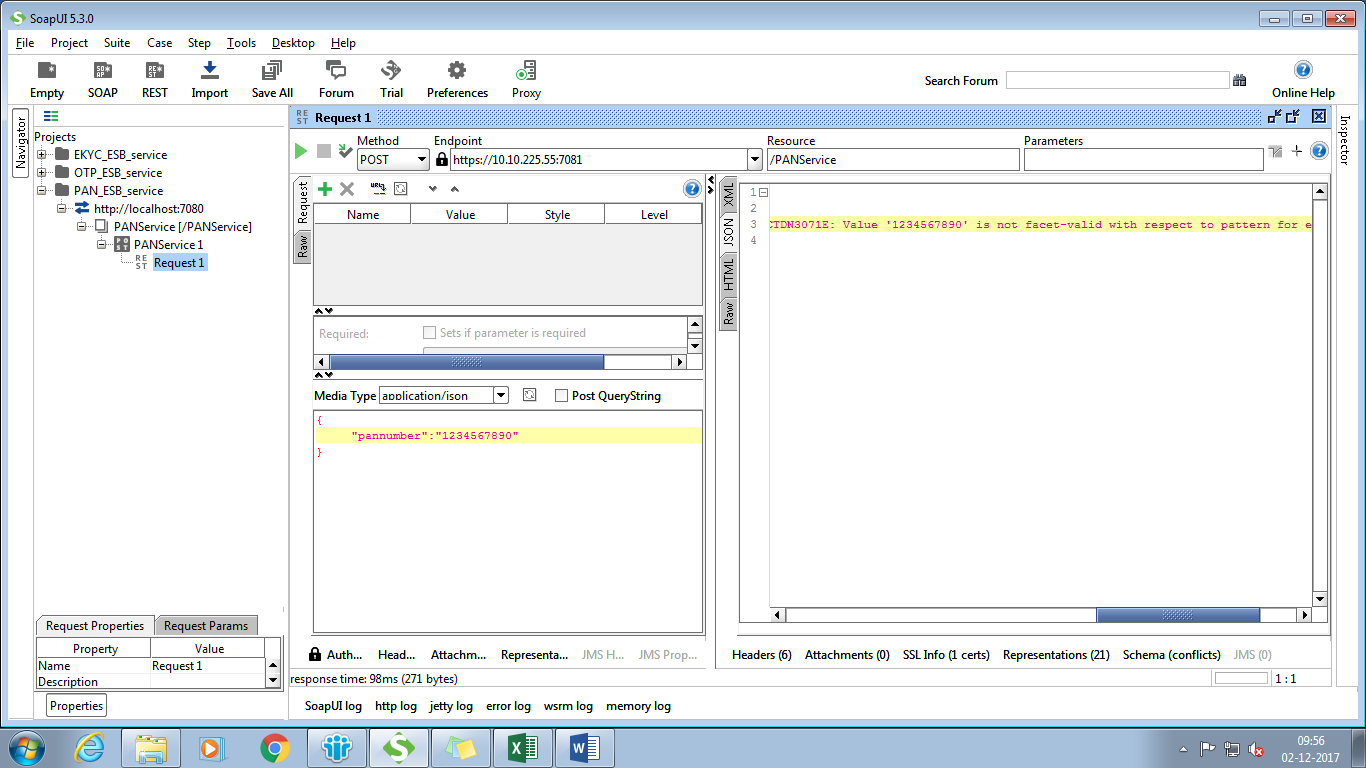 SoapUI 5.3.0
File Project Suite Case Step Tools Desktop Help
Empty SOAP REST Import Save All Forum Trial Preferences Proxy Search Forum Online Help
Navigator
Projects
EKYC_ESB_service
OTP_ESB_service
PAN_ESB_service
http://localhost:7080
PANService [/PANService]
PANService 1
REST Request 1
Request Properties Request Params
Property Value
Name Request 1
Description
Properties
REST Request 1
Method Endpoint Resource Parameters
POST https://10.10.225.55:7081 /PANService
Request
Raw
Name Value Style Level
Required: Sets if parameter is required
Media Type application/json Post QueryString
{
"pannumber":"1234567890"
}
Auth... Head... Attachm... Representa... JMS H... JMS Prop...
XML
JSON
HTML
Raw
1
2
3 CTDN3071E: Value '1234567890' is not facet-valid with respect to pattern for e
4
Headers (6) Attachments (0) SSL Info (1 certs) Representations (21) Schema (conflicts) JMS (0)
response time: 98ms (271 bytes) 1 : 1
Inspector
SoapUI log http log jetty log error log wsrm log memory log
09:56
02-12-2017